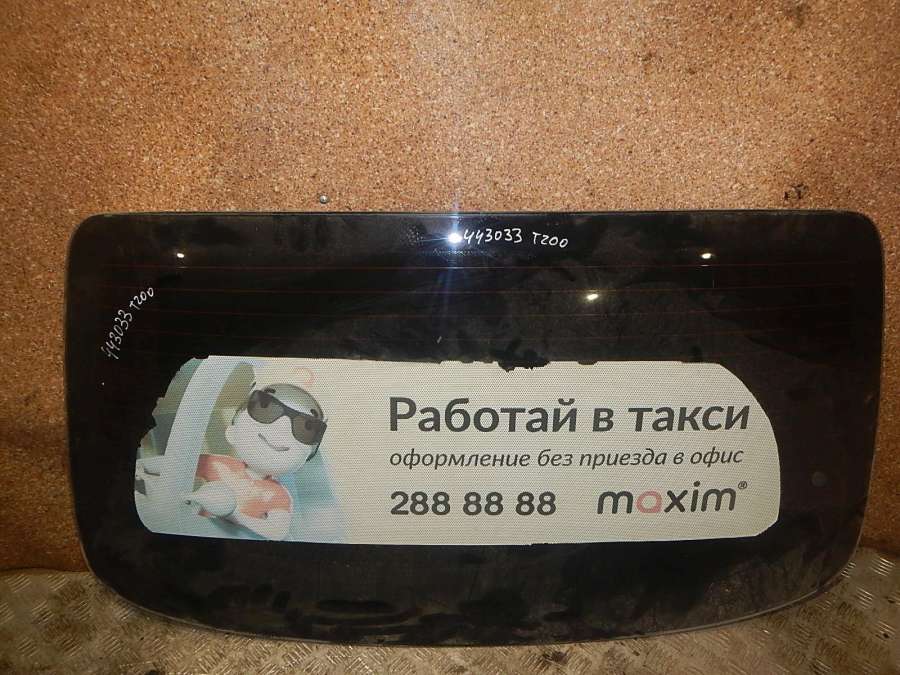 443033 T200
443033 T200
Работай в такси
оформление без приезда в офис
288 88 88 maxim®